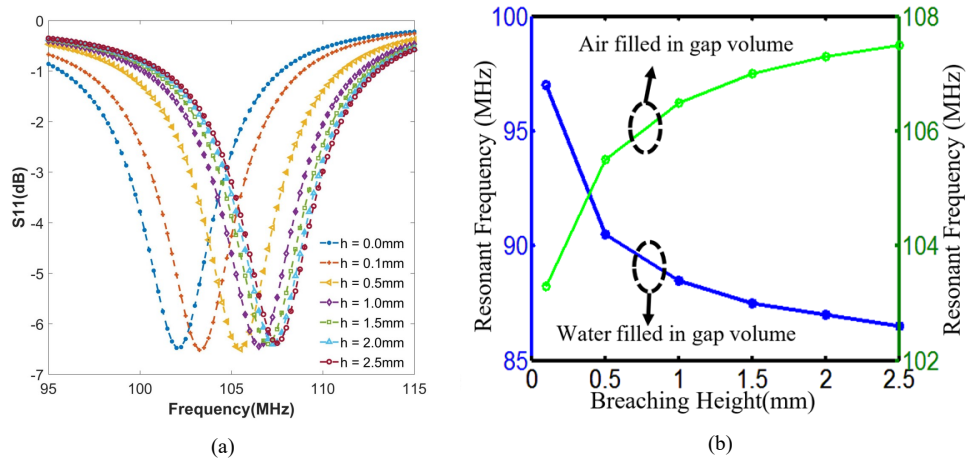 0
-1
-2
-3
-4
-5
-6
-7
S11(dB)
95
100
105
110
115
Frequency(MHz)
h = 0.0mm
h = 0.1mm
h = 0.5mm
h = 1.0mm
h = 1.5mm
h = 2.0mm
h = 2.5mm
(a)
100
95
90
85
Resonant Frequency (MHz)
Air filled in gap volume
Water filled in gap volume
0
0.5
1
1.5
2
2.5
Breaching Height(mm)
108
106
104
102
Resonant Frequency (MHz)
(b)